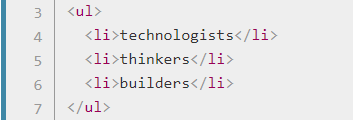 3 <ul>
4   <li>technologists</li>
5   <li>thinkers</li>
6   <li>builders</li>
7 </ul>